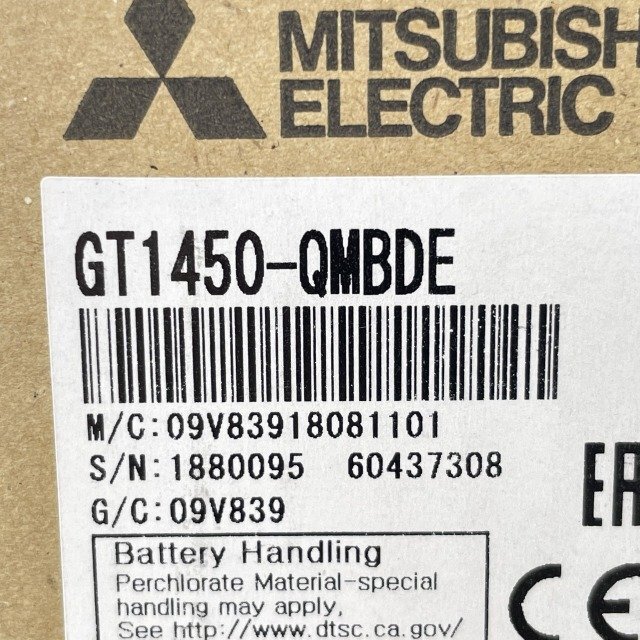 MITSUBISH
ELECTRIC
GT1450-QMBDE
M/C:09V83918081101
S/N:1880095 60437308
G/C:09V839
EA
Battery Handling
Perchlorate Material-special
handling may apply,
See http://www.dtsc.ca.gov/
CE